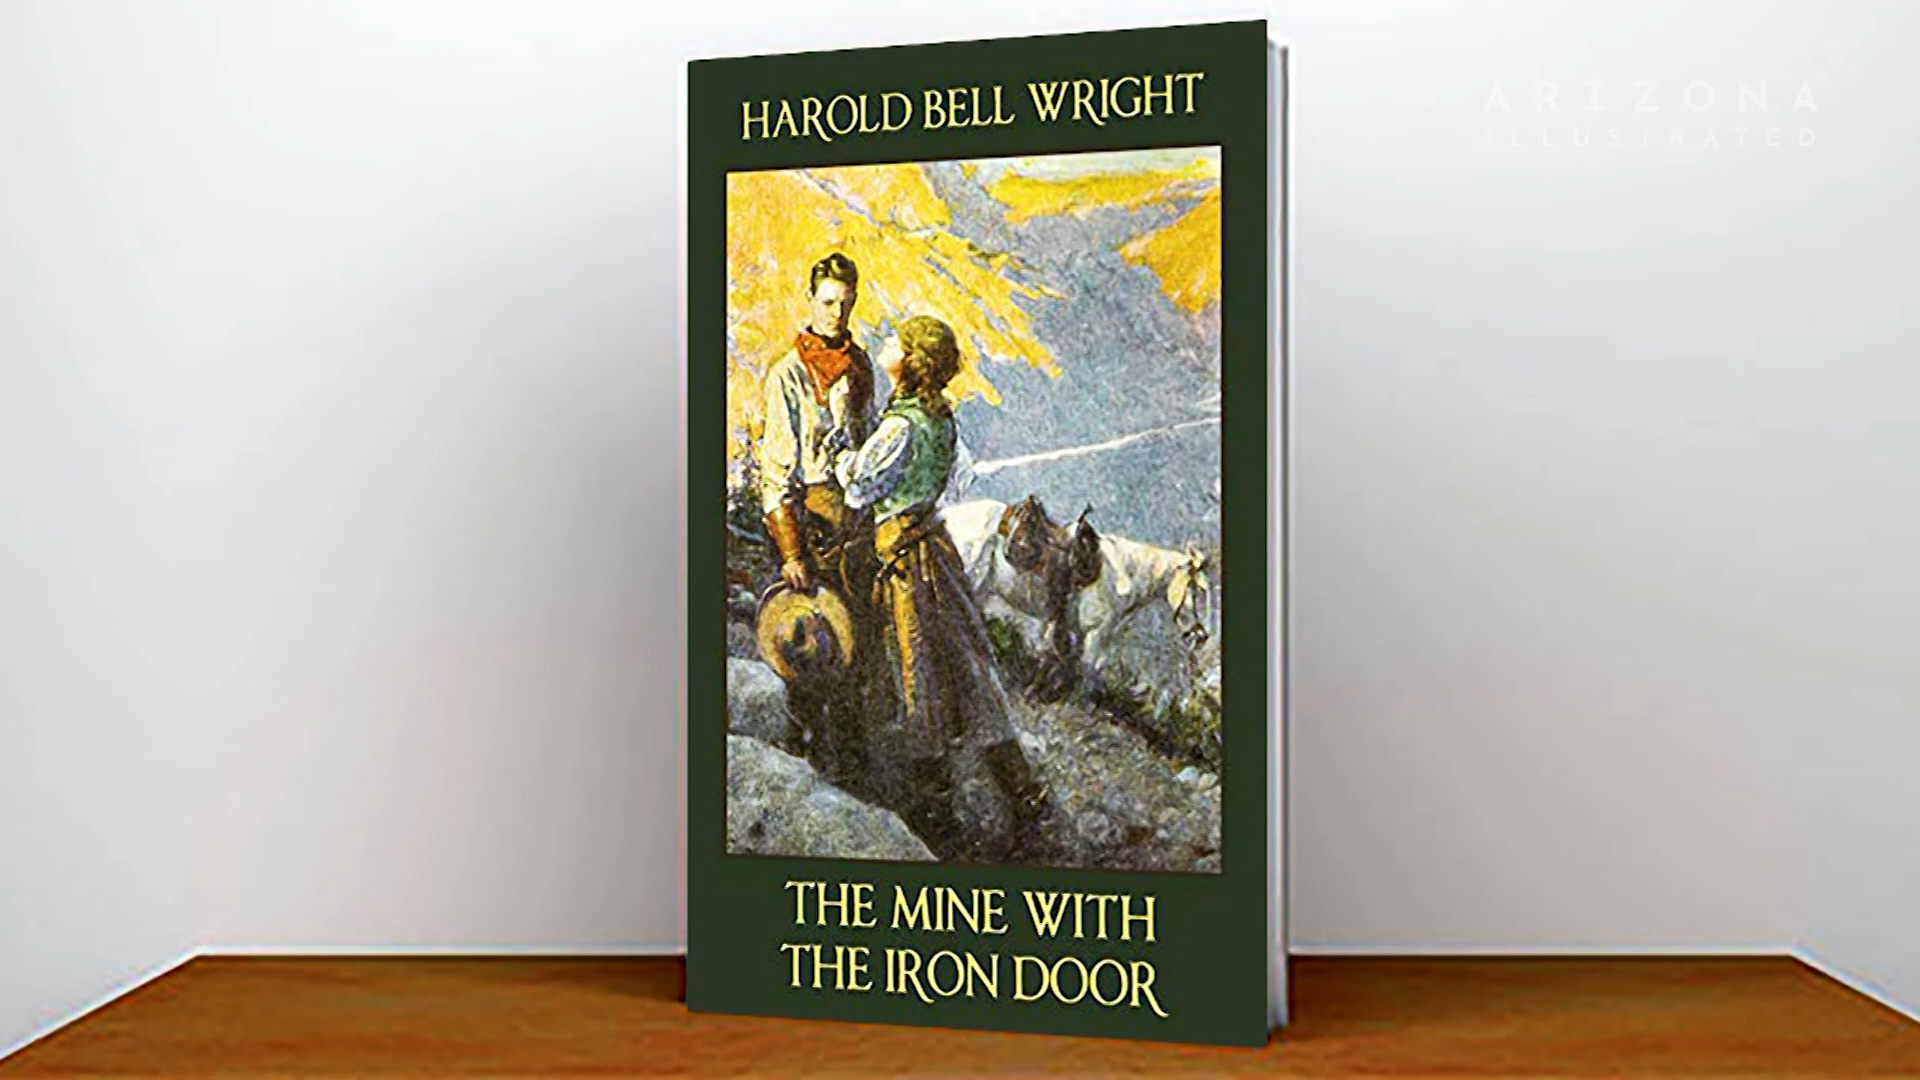 HAROLD BELL WRIGHT
ARIZONA
ILLUSTRATED
THE MINE WITH
THE IRON DOOR